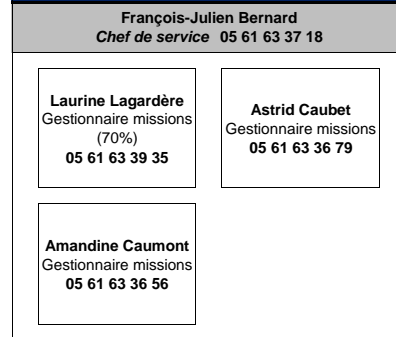 François-Julien Bernard
Chef de service 05 61 63 37 18
Laurine Lagardère
Gestionnaire missions
(70%)
05 61 63 39 35
Astrid Caubet
Gestionnaire missions
05 61 63 36 79
Amandine Caumont
Gestionnaire missions
05 61 63 36 56